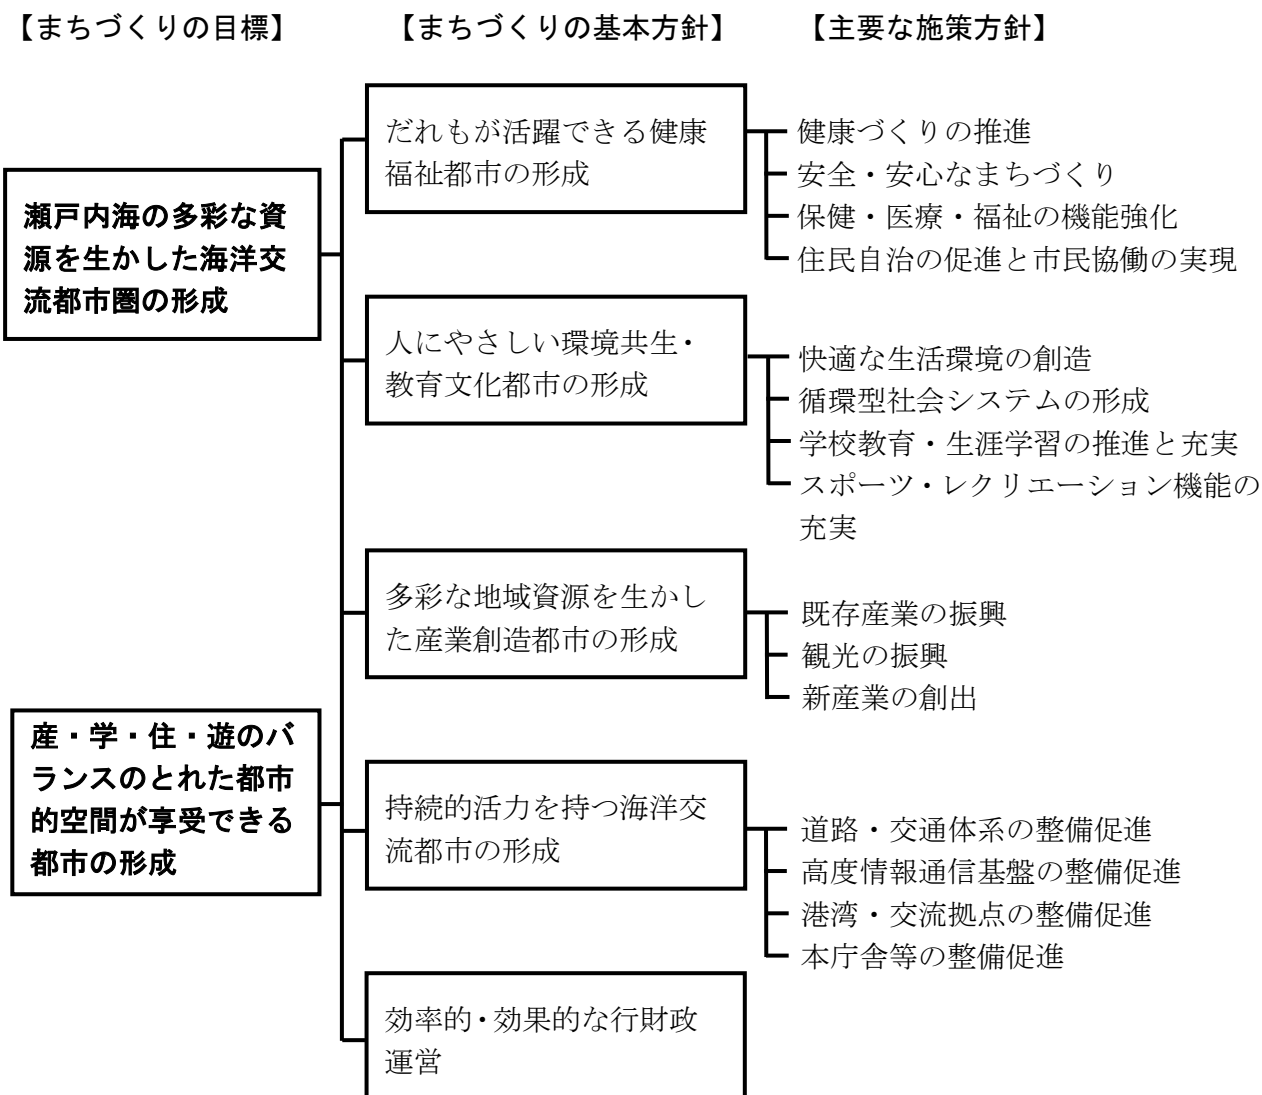 【まちづくりの目標】
【まちづくりの基本方針】
【主要な施策方針】
瀬戸内海の多彩な資
源を生かした海洋交
流都市圏の形成
産・学・住・遊のバ
ランスのとれた都市
的空間が享受できる
都市の形成
だれもが活躍できる健康
福祉都市の形成
健康づくりの推進
安全・安心なまちづくり
保健・医療・福祉の機能強化
住民自治の促進と市民協働の実現
人にやさしい環境共生・
教育文化都市の形成
快適な生活環境の創造
循環型社会システムの形成
学校教育・生涯学習の推進と充実
スポーツ・レクリエーション機能の
充実
多彩な地域資源を生かし
た産業創造都市の形成
既存産業の振興
観光の振興
新産業の創出
持続的活力を持つ海洋交
流都市の形成
道路・交通体系の整備促進
高度情報通信基盤の整備促進
港湾・交流拠点の整備促進
本庁舎等の整備促進
効率的・効果的な行財政
運営